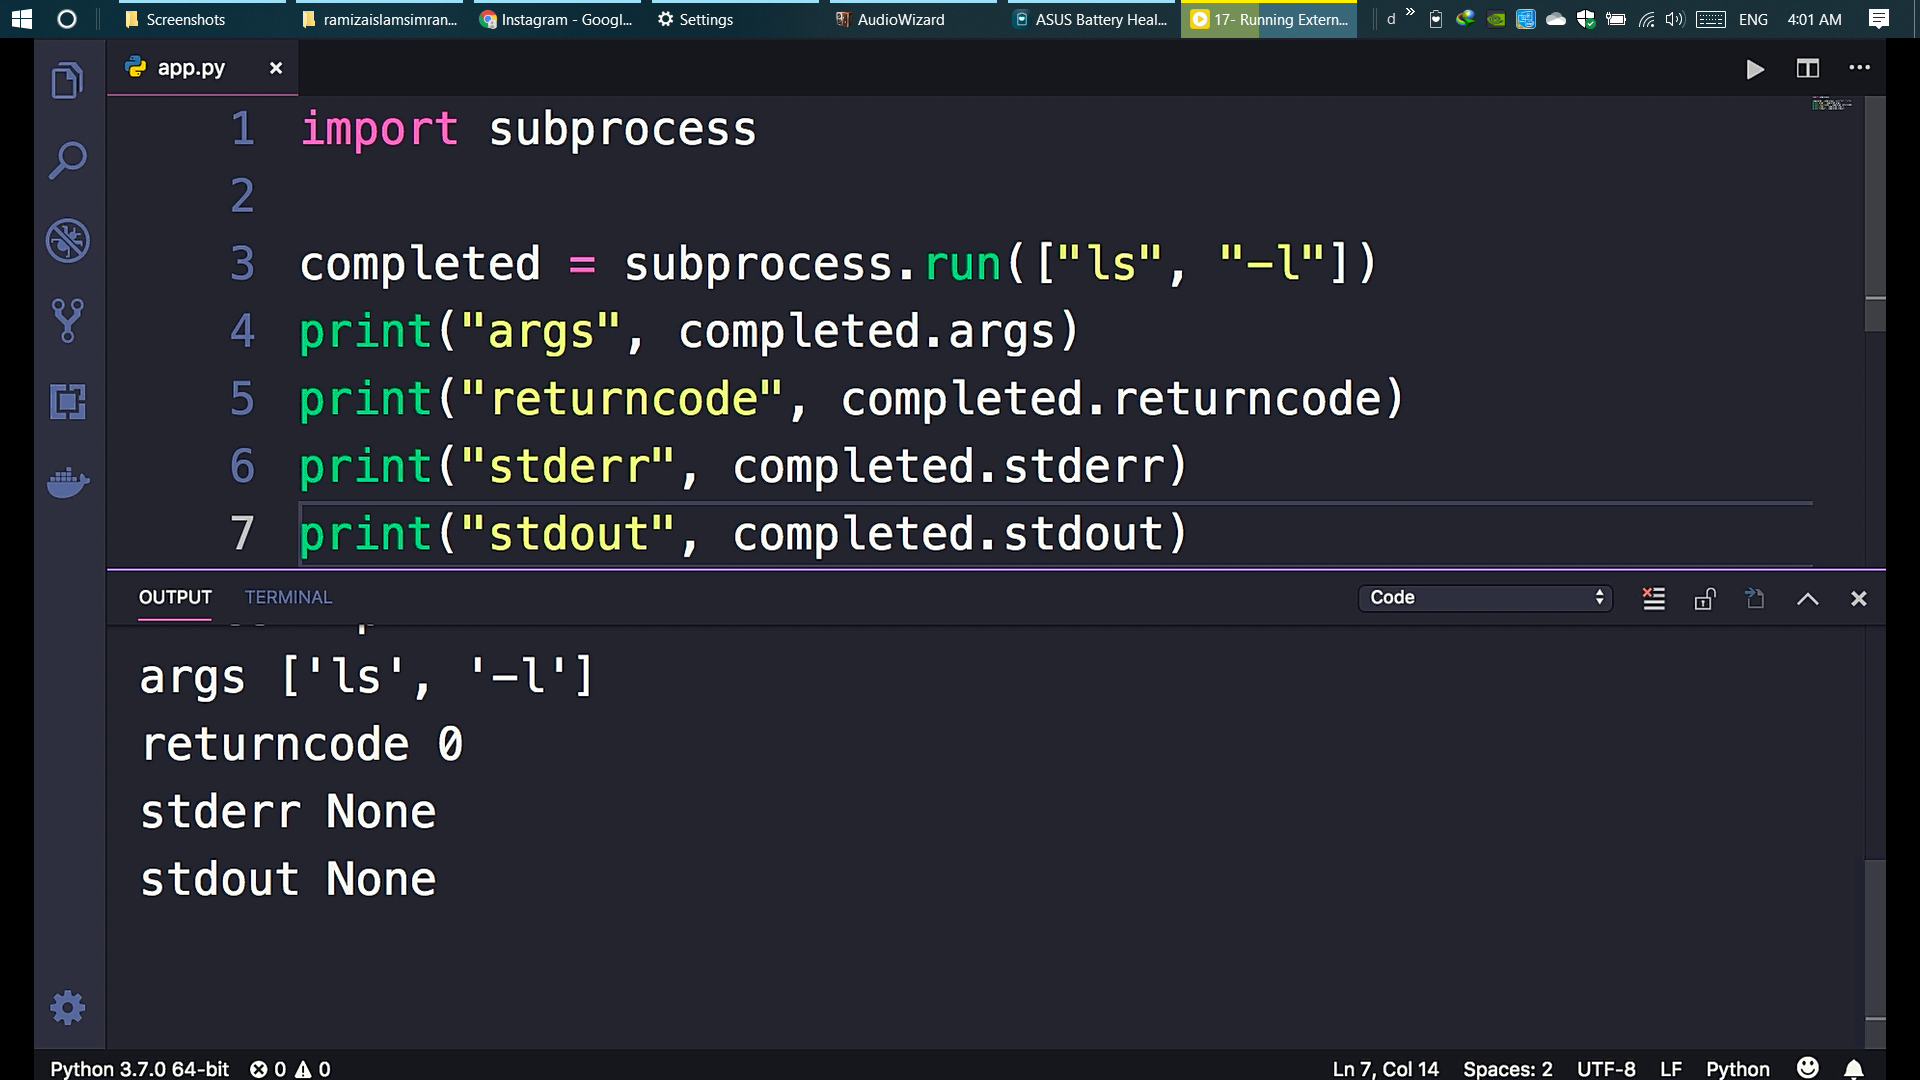 Screenshots
ramizaislamsimran,...
Instagram - Googl...
Settings
AudioWizard
ASUS Battery Heal...
17- Running Extern...
d
»
ENG
4:01 AM
app.py
1 import subprocess
2
3 completed = subprocess.run(["ls", "-l"])
4 print("args", completed.args)
5 print("returncode", completed.returncode)
6 print("stderr", completed.stderr)
7 print("stdout", completed.stdout)
OUTPUT TERMINAL Code
args ['ls', '-l']
returncode 0
stderr None
stdout None
Python 3.7.0 64-bit 0 0 Ln 7, Col 14 Spaces: 2 UTF-8 LF Python